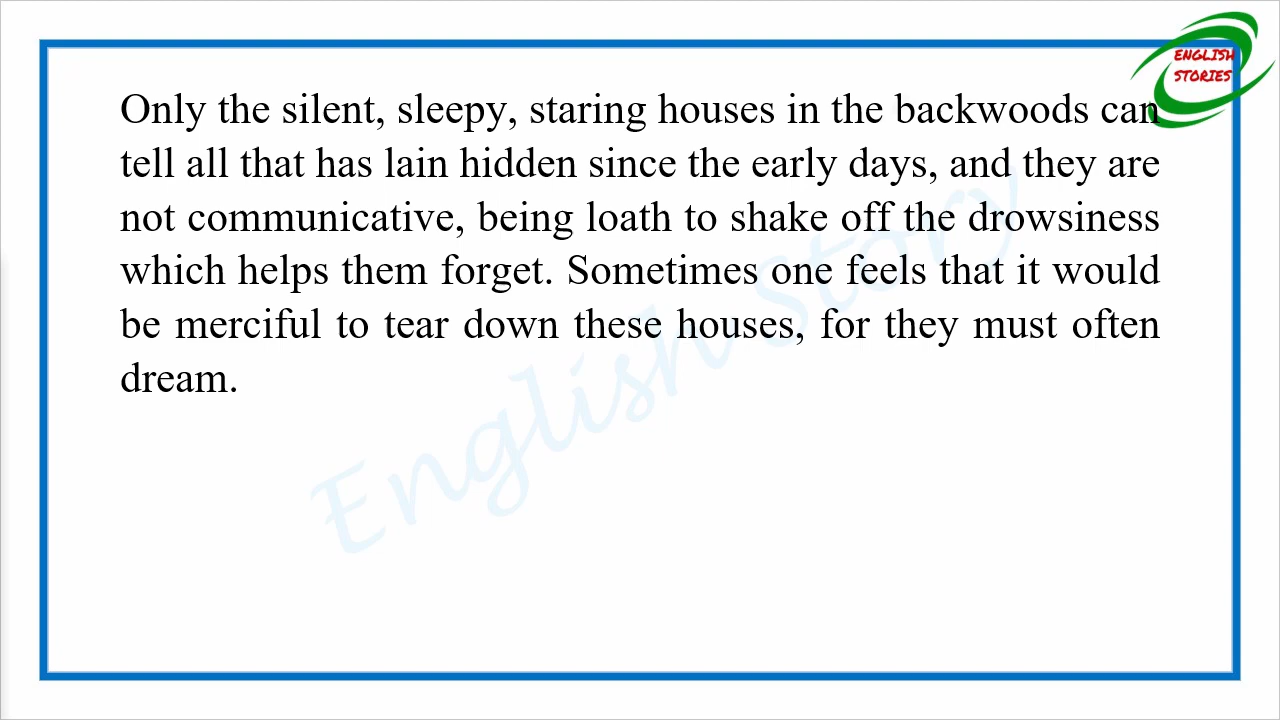 ENGLISH
STORIES
Only the silent, sleepy, staring houses in the backwoods can
tell all that has lain hidden since the early days, and they are
not communicative, being loath to shake off the drowsiness
which helps them forget. Sometimes one feels that it would
be merciful to tear down these houses, for they must often
dream.
English Story